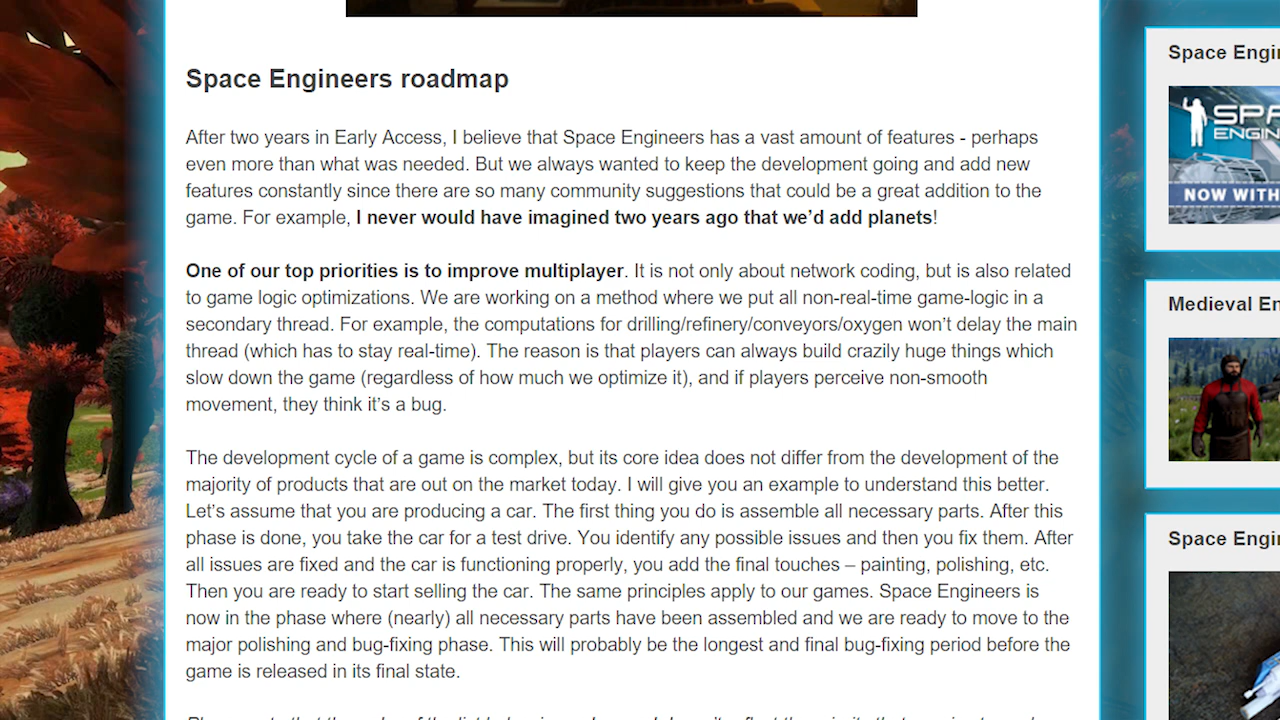 Space Engineers roadmap
After two years in Early Access, I believe that Space Engineers has a vast amount of features - perhaps
even more than what was needed. But we always wanted to keep the development going and add new
features constantly since there are so many community suggestions that could be a great addition to the
game. For example, I never would have imagined two years ago that we’d add planets!
One of our top priorities is to improve multiplayer. It is not only about network coding, but is also related
to game logic optimizations. We are working on a method where we put all non-real-time game-logic in a
secondary thread. For example, the computations for drilling/refinery/conveyors/oxygen won’t delay the main
thread (which has to stay real-time). The reason is that players can always build crazily huge things which
slow down the game (regardless of how much we optimize it), and if players perceive non-smooth
movement, they think it’s a bug.
The development cycle of a game is complex, but its core idea does not differ from the development of the
majority of products that are out on the market today. I will give you an example to understand this better.
Let’s assume that you are producing a car. The first thing you do is assemble all necessary parts. After this
phase is done, you take the car for a test drive. You identify any possible issues and then you fix them. After
all issues are fixed and the car is functioning properly, you add the final touches – painting, polishing, etc.
Then you are ready to start selling the car. The same principles apply to our games. Space Engineers is
now in the phase where (nearly) all necessary parts have been assembled and we are ready to move to the
major polishing and bug-fixing phase. This will probably be the longest and final bug-fixing period before the
game is released in its final state.
Space Engin
SPA
ENGIN
NOW WITH
Medieval En
Space Engin